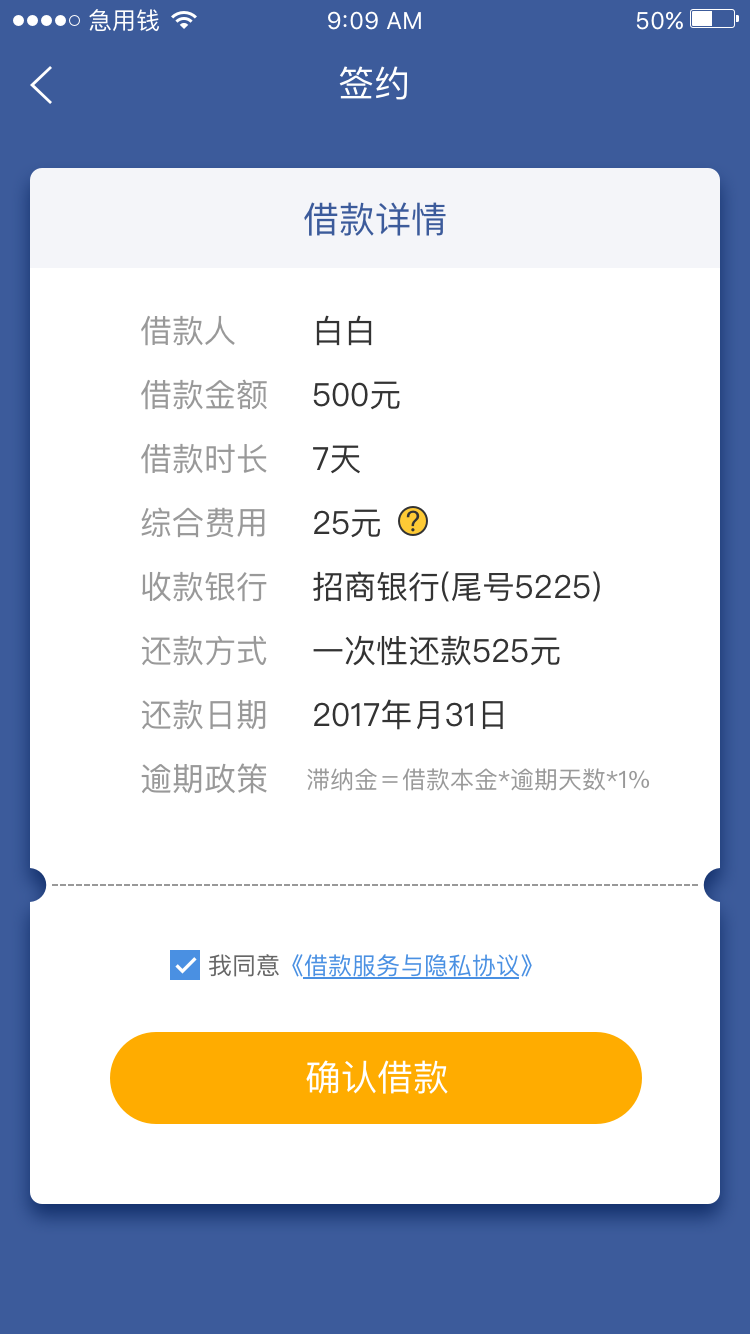 急用钱 9:09 AM 50%
签约
借款详情
借款人 白白
借款金额 500元
借款时长 7天
综合费用 25元 ?
收款银行 招商银行(尾号5225)
还款方式 一次性还款525元
还款日期 2017年月31日
逾期政策 滞纳金＝借款本金*逾期天数*1%
我同意《借款服务与隐私协议》
确认借款